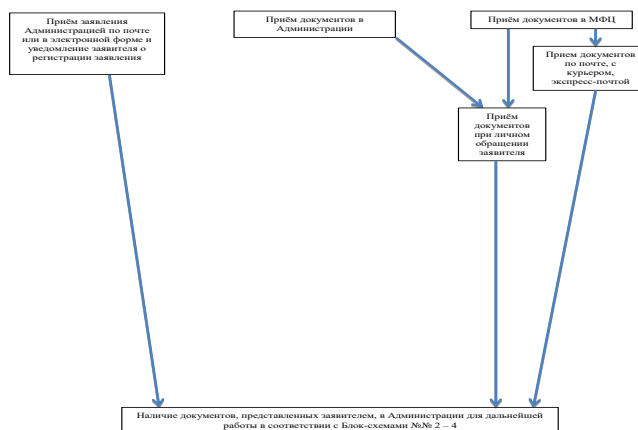 Приём заявления
Администрацией по почте
или в электронной форме и
уведомление заявителя о
регистрации заявления
Приём документов в
Администрации
Приём документов в МФЦ
Прием документов
по почте, с
курьером,
экспресс-почтой
Приём
документов
при личном
обращении
заявителя
Наличие документов, представленных заявителем, в Администрации для дальнейшей
работы в соответствии с Блок-схемами №№ 2 – 4